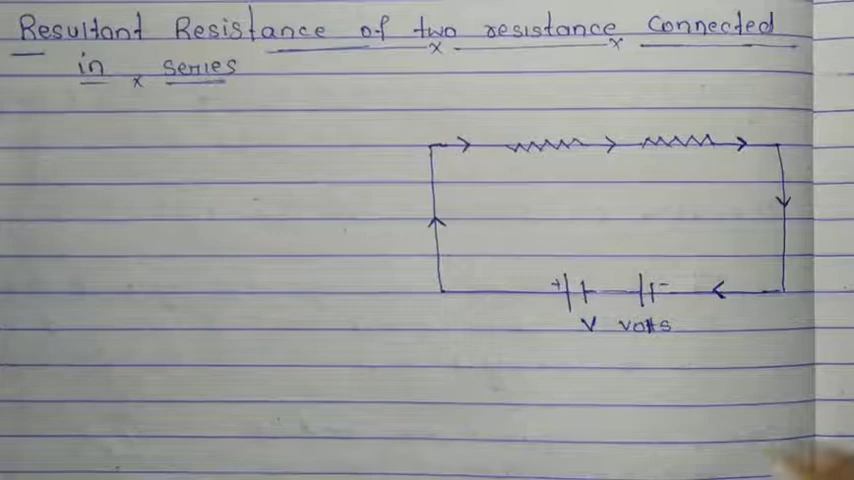 Resultant Resistance of two resistance connected
in series
+ -
V volts